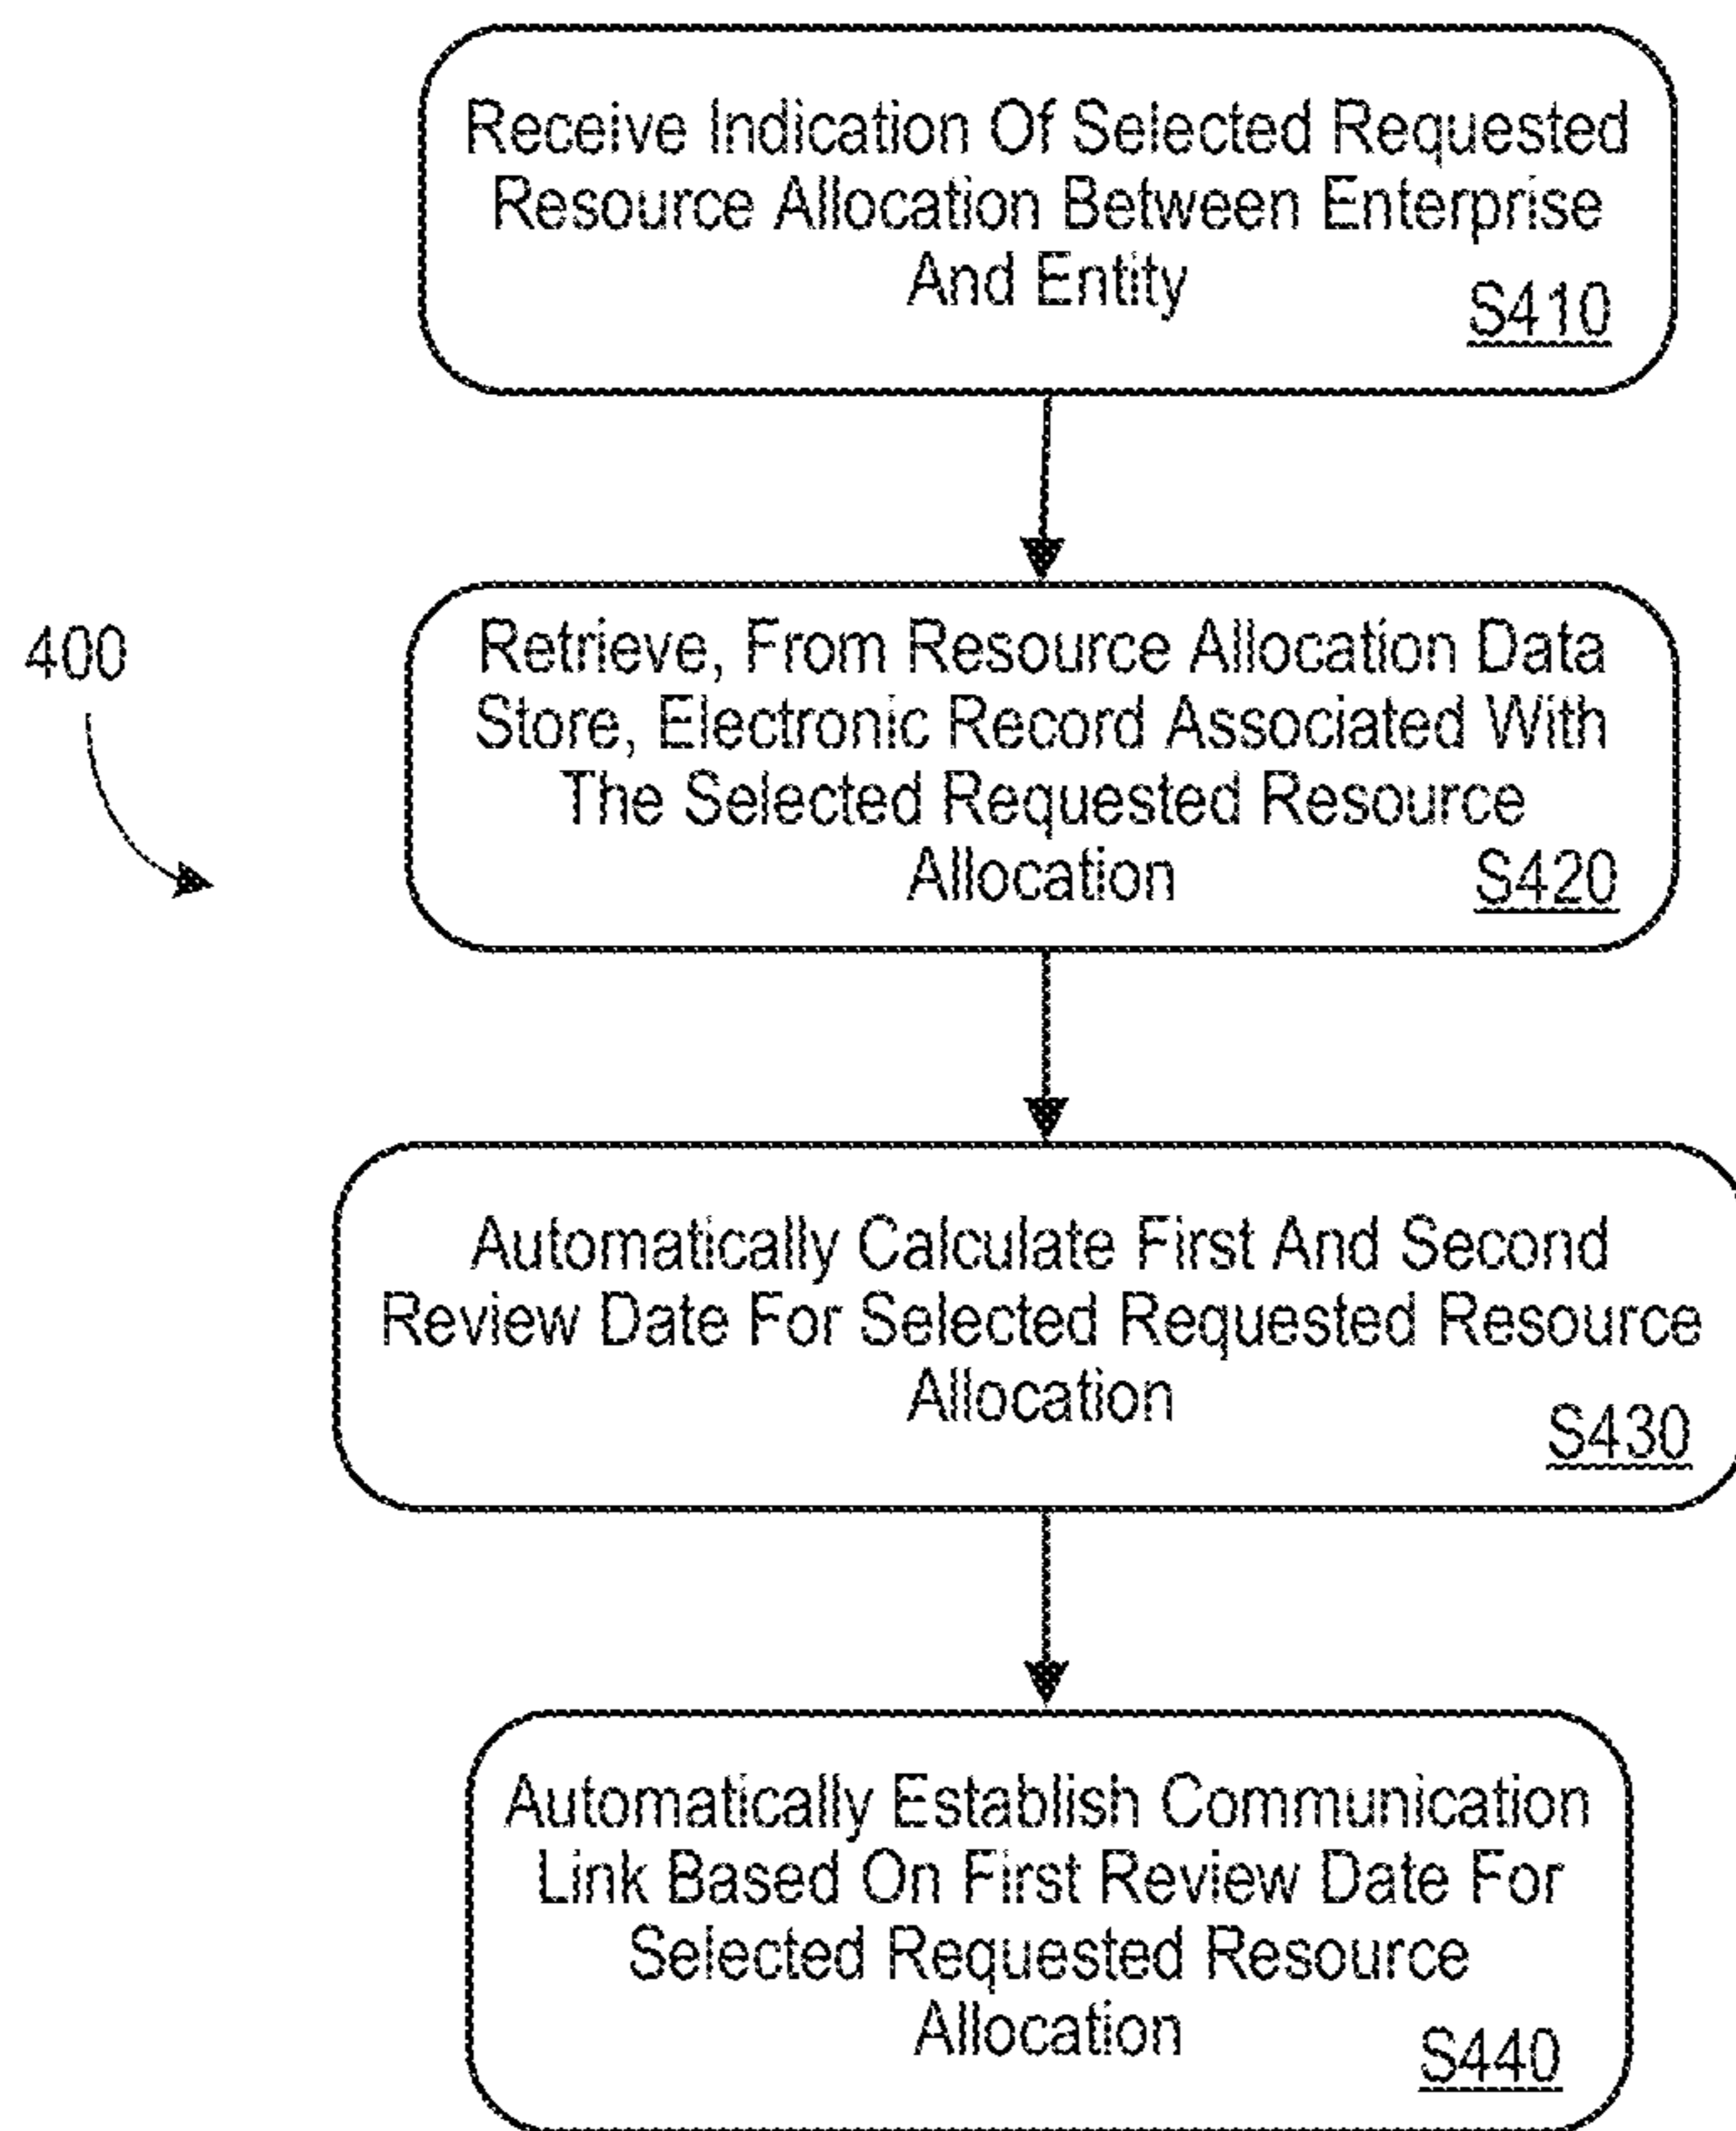 Receive Indication Of Selected Requested
Resource Allocation Between Enterprise
And Entity
S410
400
Retrieve, From Resource Allocation Data
Store, Electronic Record Associated With
The Selected Requested Resource
Allocation
S420
Automatically Calculate First And Second
Review Date For Selected Requested Resource
Allocation
S430
Automatically Establish Communication
Link Based On First Review Date For
Selected Requested Resource
Allocation
S440